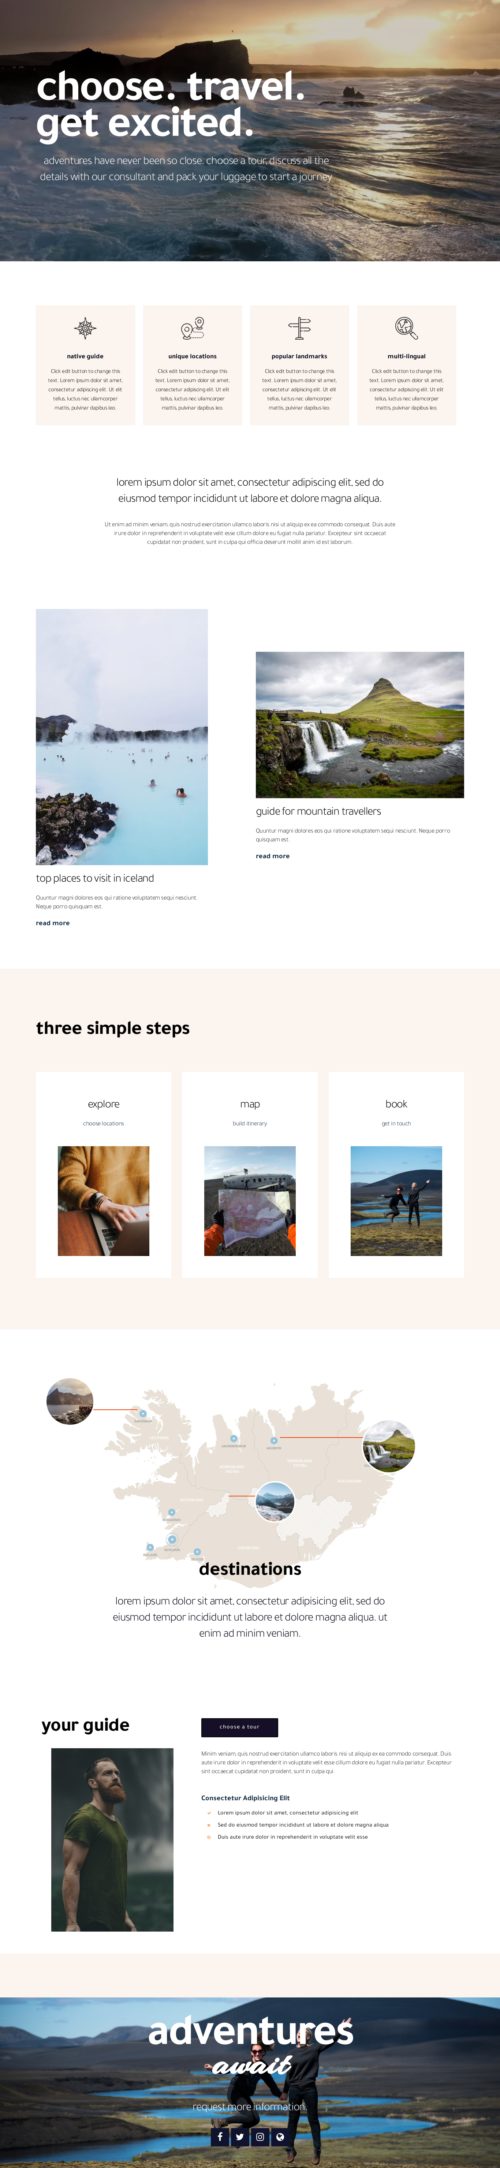 choose. travel.
get excited.
adventures have never been so close. choose a tour, discuss all the
details with our consultant and pack your luggage to start a journey
native guide
Click edit button to change this
text. Lorem ipsum dolor sit amet,
consectetur adipiscing elit. Ut elit
tellus, luctus nec ullamcorper
mattis, pulvinar dapibus leo.
unique locations
Click edit button to change this
text. Lorem ipsum dolor sit amet,
consectetur adipiscing elit. Ut elit
tellus, luctus nec ullamcorper
mattis, pulvinar dapibus leo.
popular landmarks
Click edit button to change this
text. Lorem ipsum dolor sit amet,
consectetur adipiscing elit. Ut elit
tellus, luctus nec ullamcorper
mattis, pulvinar dapibus leo.
multi-lingual
Click edit button to change this
text. Lorem ipsum dolor sit amet,
consectetur adipiscing elit. Ut elit
tellus, luctus nec ullamcorper
mattis, pulvinar dapibus leo.
lorem ipsum dolor sit amet, consectetur adipiscing elit, sed do
eiusmod tempor incididunt ut labore et dolore magna aliqua.
Ut enim ad minim veniam, quis nostrud exercitation ullamco laboris nisi ut aliquip ex ea commodo consequat. Duis aute
irure dolor in reprehenderit in voluptate velit esse cillum dolore eu fugiat nulla pariatur. Excepteur sint occaecat
cupidatat non proident, sunt in culpa qui officia deserunt mollit anim id est laborum.
top places to visit in iceland
Quuntur magni dolores eos qui ratione voluptatem sequi nesciunt.
Neque porro quisquam est.
read more
guide for mountain travellers
Quuntur magni dolores eos qui ratione voluptatem sequi nesciunt. Neque porro
quisquam est.
read more
three simple steps
explore
choose locations
map
build itinerary
book
get in touch
destinations
lorem ipsum dolor sit amet, consectetur adipisicing elit, sed do
eiusmod tempor incididunt ut labore et dolore magna aliqua. ut
enim ad minim veniam.
your guide
choose a tour
Minim veniam, quis nostrud exercitation ullamco laboris nisi ut aliquip ex ea commodo consequat. Duis
aute irure dolor in reprehenderit in voluptate velit esse cillum dolore eu fugiat nulla pariatur. Excepteur
sint occaecat cupidatat non proident, sunt in culpa qui.
Consectetur Adipisicing Elit
Lorem ipsum dolor sit amet, consectetur adipisicing elit
Sed do eiusmod tempor incididunt ut labore et dolore magna aliqua
Duis aute irure dolor in reprehenderit in voluptate velit esse
adventures
await
request more information.